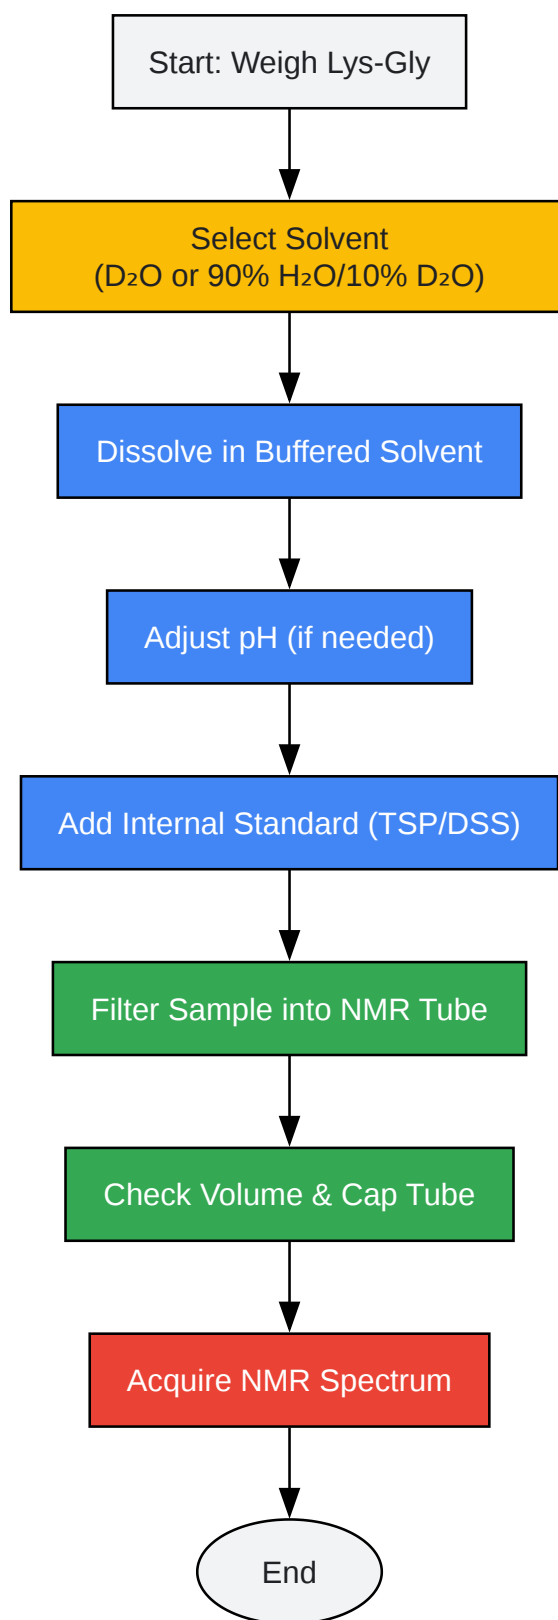 Start: Weigh Lys-Gly
Select Solvent
(D₂O or 90% H₂O/10% D₂O)
Dissolve in Buffered Solvent
Adjust pH (if needed)
Add Internal Standard (TSP/DSS)
Filter Sample into NMR Tube
Check Volume & Cap Tube
Acquire NMR Spectrum
End